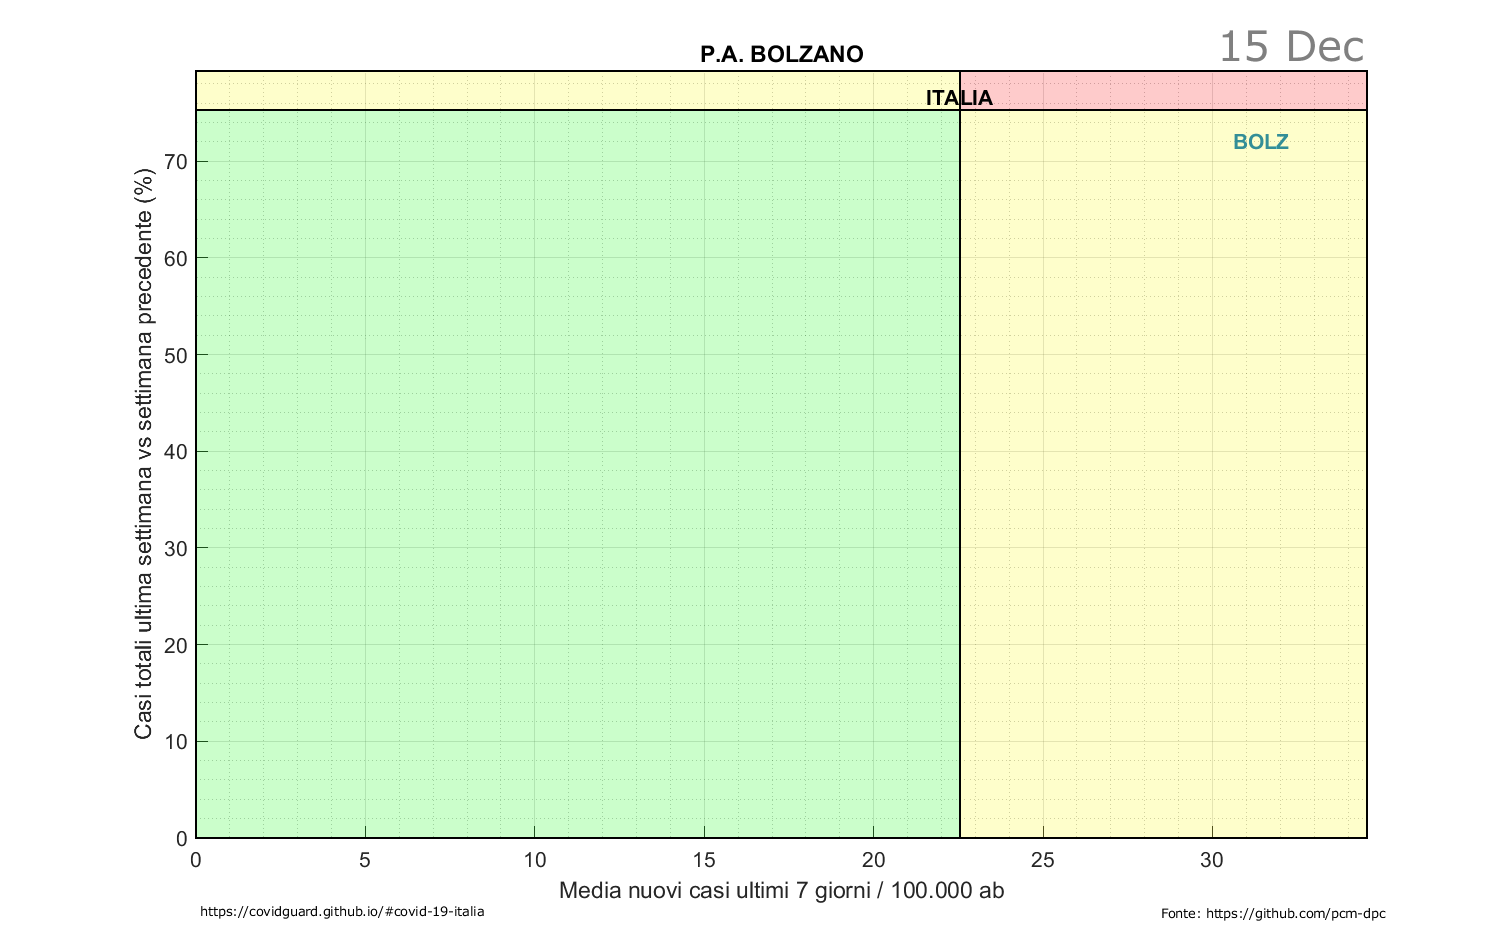 15 Dec
P.A. BOLZANO
ITALIA
BOLZ
Casi totali ultima settimana vs settimana precedente (%)
70
60
50
40
30
20
10
0
0 5 10 15 20 25 30
Media nuovi casi ultimi 7 giorni / 100.000 ab
https://covidguard.github.io/#covid-19-italia
Fonte: https://github.com/pcm-dpc